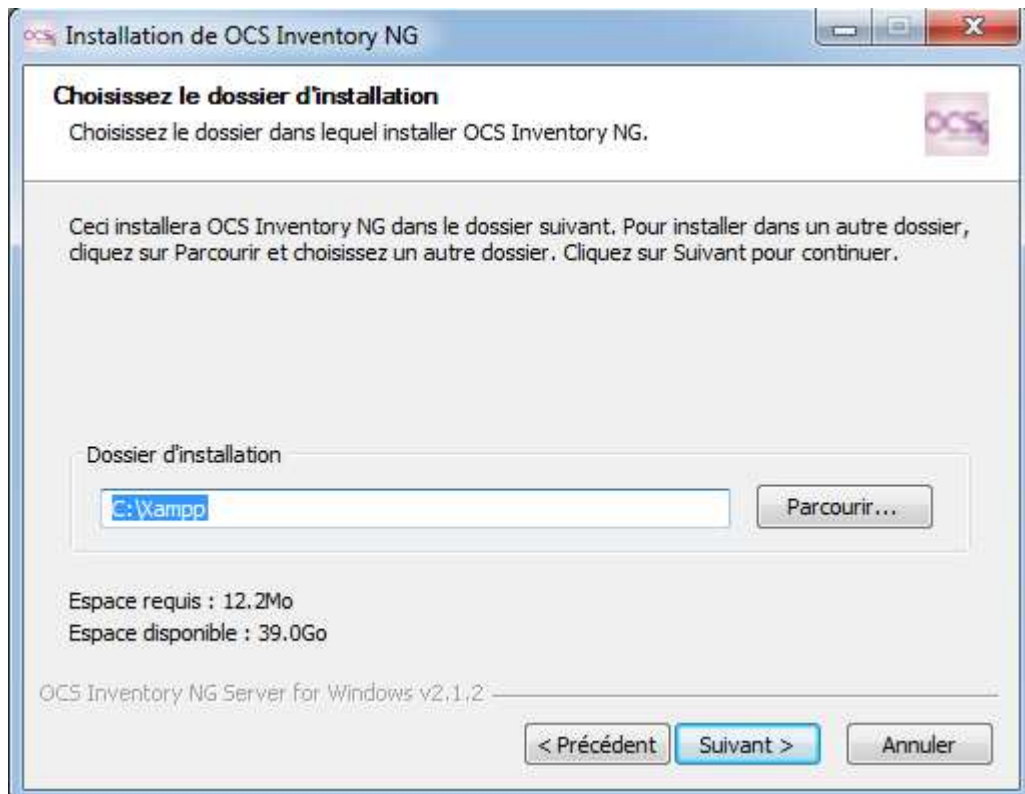 OCS
Installation de OCS Inventory NG
Choisissez le dossier d'installation
Choisissez le dossier dans lequel installer OCS Inventory NG.
OCS
Ceci installera OCS Inventory NG dans le dossier suivant. Pour installer dans un autre dossier,
cliquez sur Parcourir et choisissez un autre dossier. Cliquez sur Suivant pour continuer.
Dossier d'installation
C:\Xampp
Parcourir...
Espace requis : 12.2Mo
Espace disponible : 39.0Go
OCS Inventory NG Server for Windows v2.1.2
< Précédent
Suivant >
Annuler